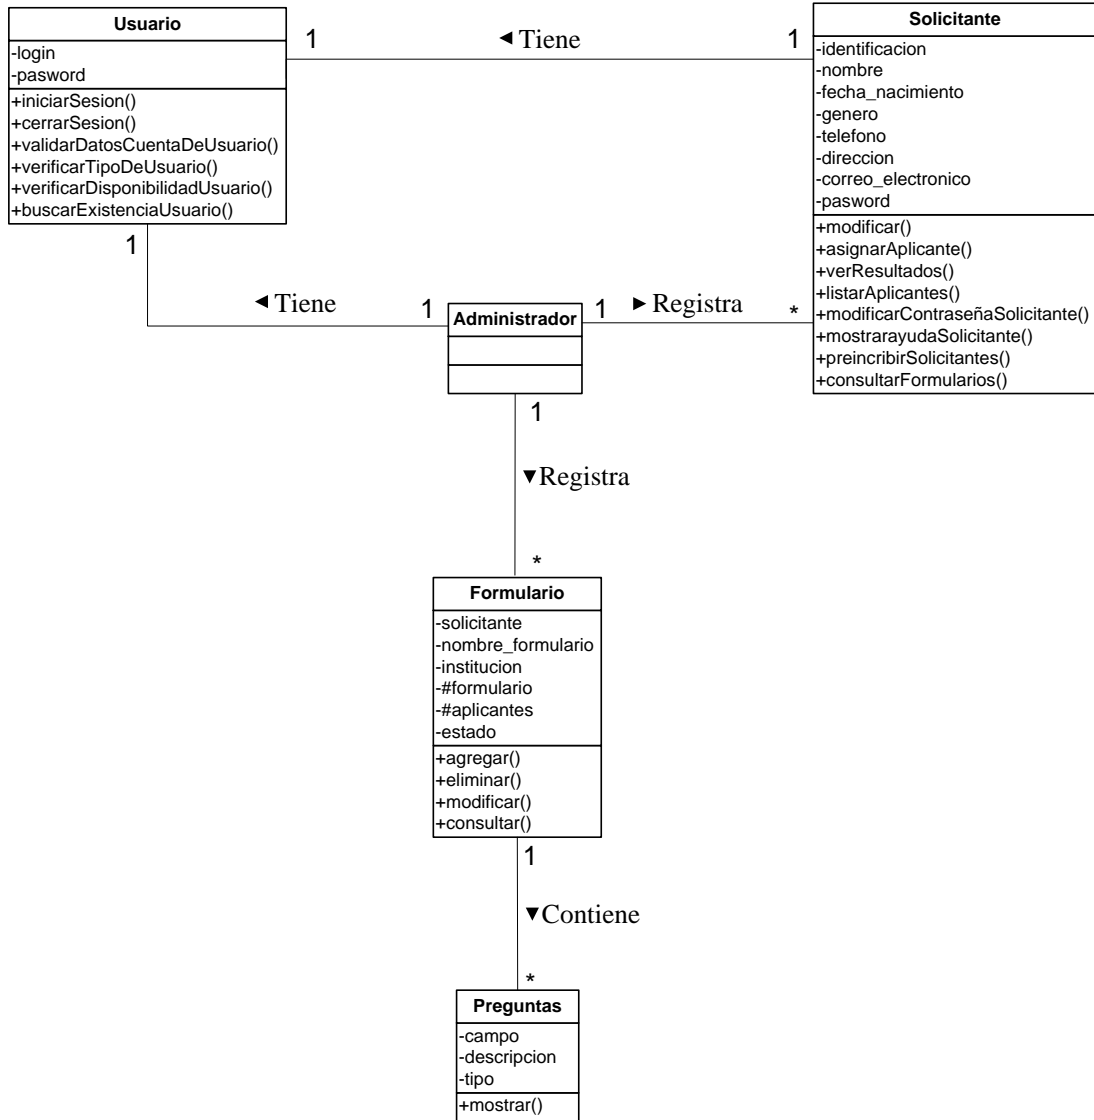 Usuario
-login
-pasword
+iniciarSesion()
+cerrarSesion()
+validarDatosCuentaDeUsuario()
+verificarTipoDeUsuario()
+verificarDisponibilidadUsuario()
+buscarExistenciaUsuario()
1
◄ Tiene
1
Solicitante
-identificacion
-nombre
-fecha_nacimiento
-genero
-telefono
-direccion
-correo_electronico
-pasword
+modificar()
+asignarAplicante()
+verResultados()
+listarAplicantes()
+modificarContraseñaSolicitante()
+mostrarayudaSolicitante()
+preincribirSolicitantes()
+consultarFormularios()
1
◄ Tiene
1
Administrador
1
► Registra
*
1
▼Registra
*
Formulario
-solicitante
-nombre_formulario
-institucion
-#formulario
-#aplicantes
-estado
+agregar()
+eliminar()
+modificar()
+consultar()
1
▼Contiene
*
Preguntas
-campo
-descripcion
-tipo
+mostrar()